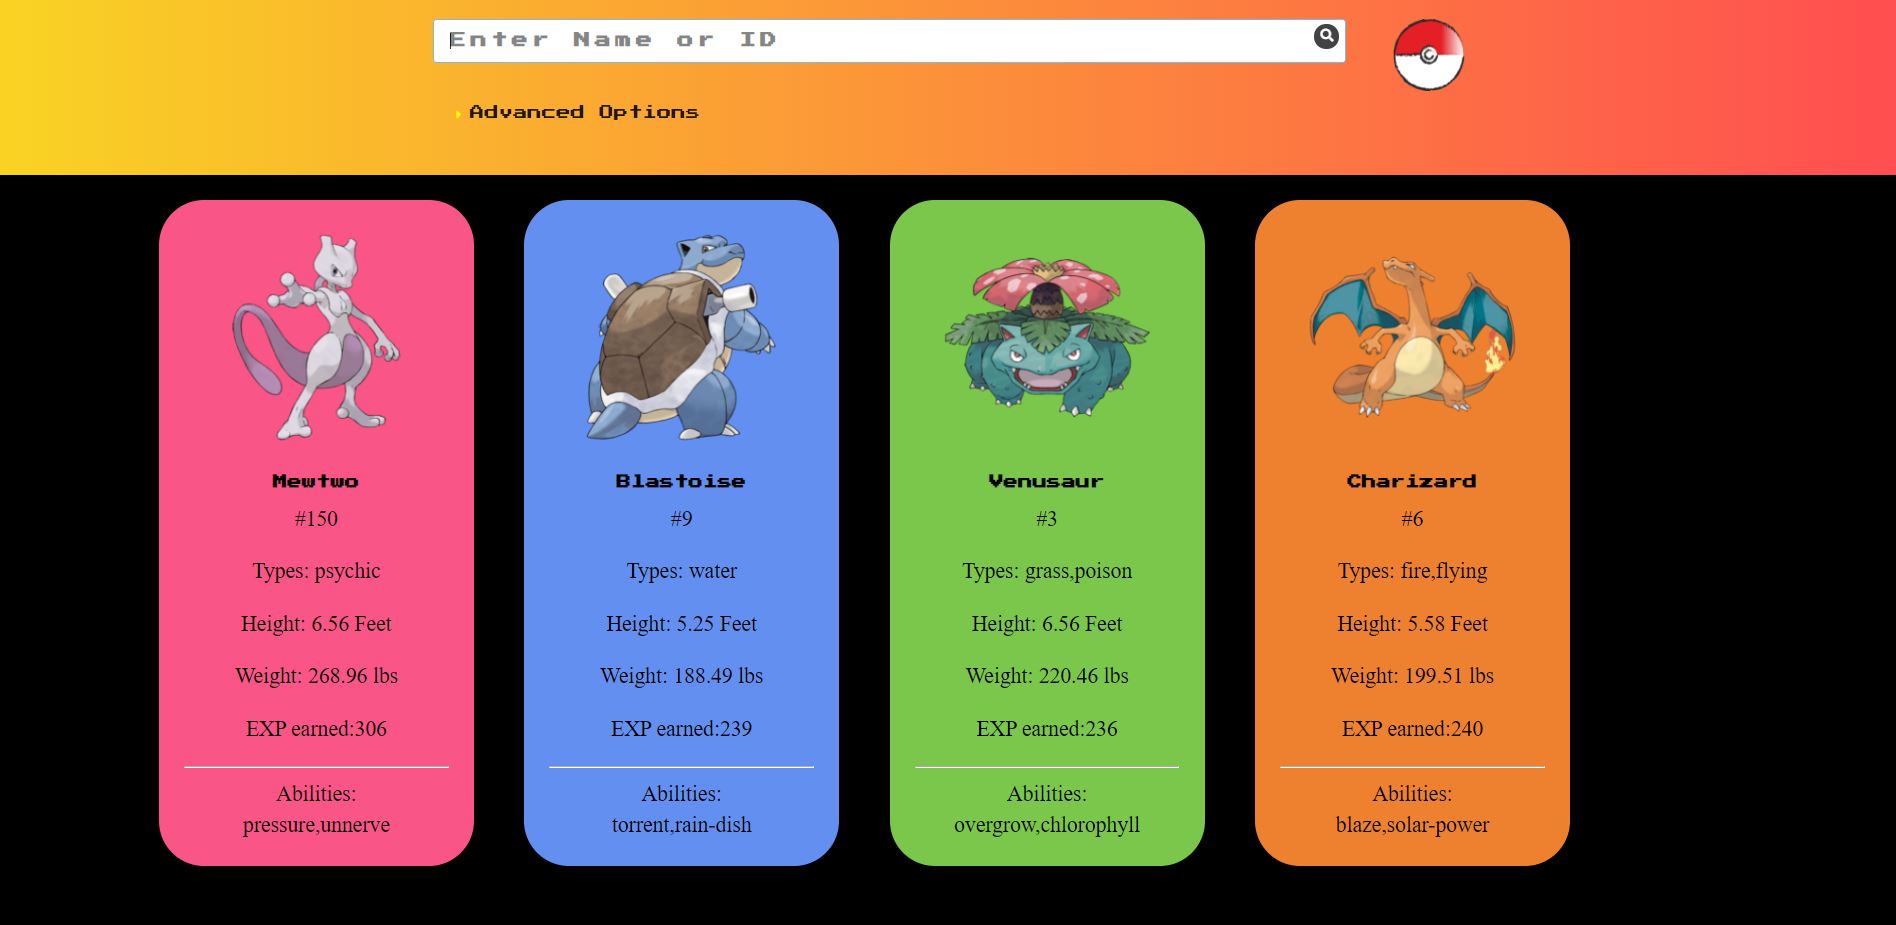 Enter Name or ID
Advanced Options
Mewtwo
#150
Types: psychic
Height: 6.56 Feet
Weight: 268.96 lbs
EXP earned:306
Abilities:
pressure,unnerve
Blastoise
#9
Types: water
Height: 5.25 Feet
Weight: 188.49 lbs
EXP earned:239
Abilities:
torrent,rain-dish
Venusaur
#3
Types: grass,poison
Height: 6.56 Feet
Weight: 220.46 lbs
EXP earned:236
Abilities:
overgrow,chlorophyll
Charizard
#6
Types: fire,flying
Height: 5.58 Feet
Weight: 199.51 lbs
EXP earned:240
Abilities:
blaze,solar-power